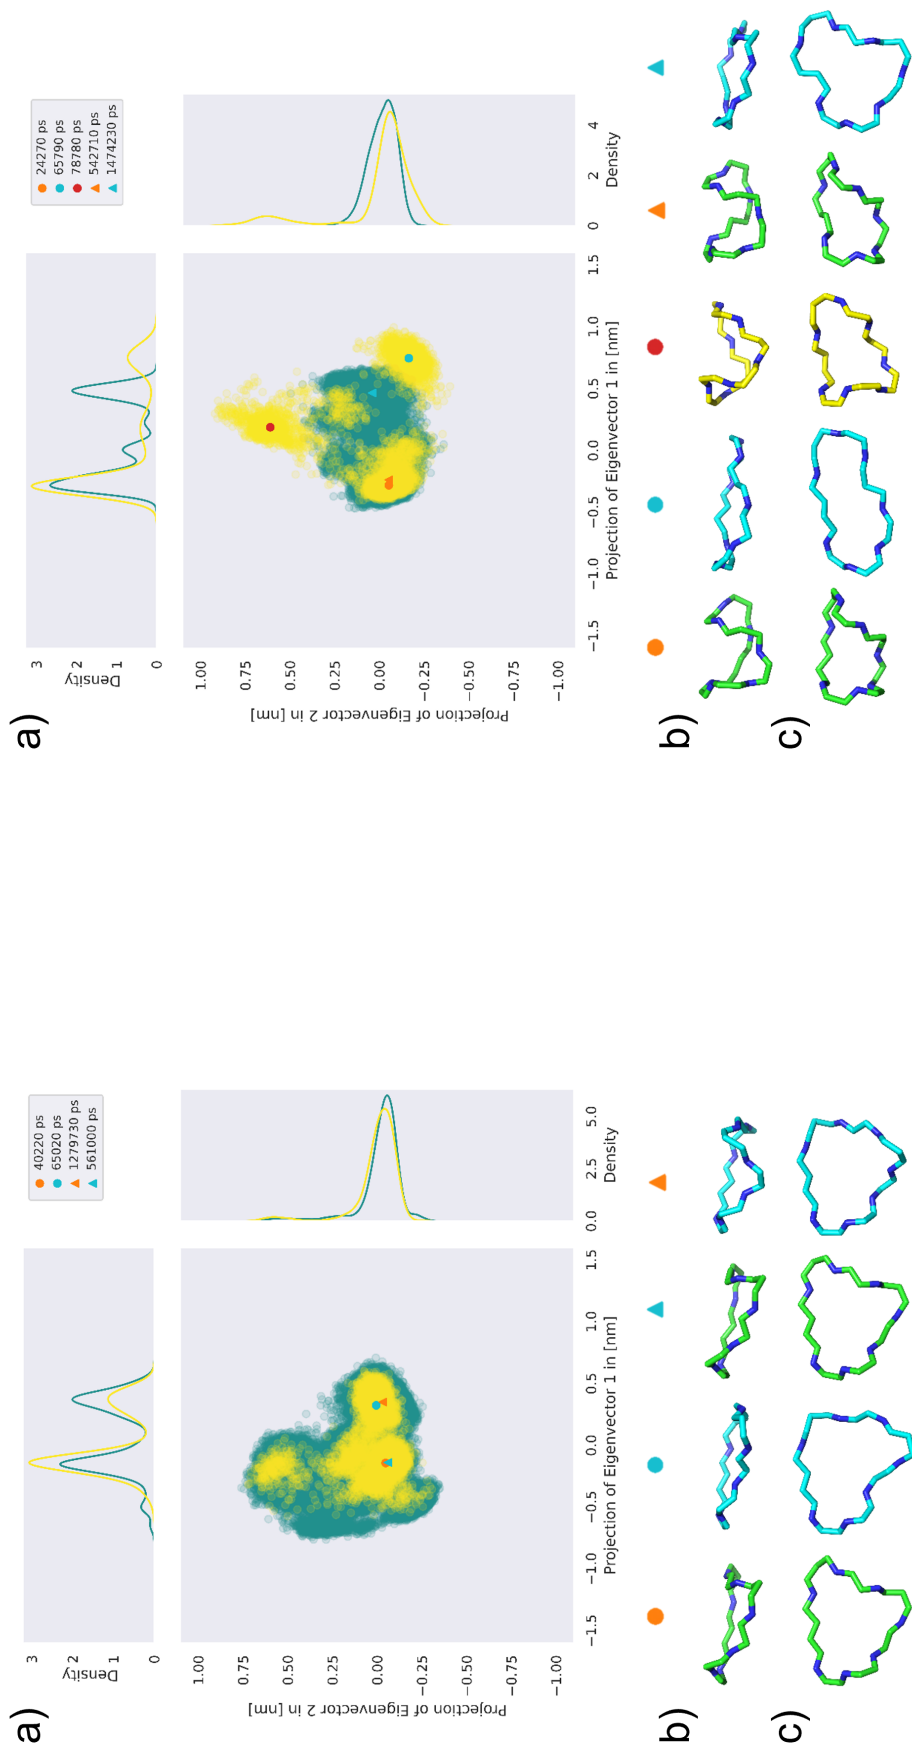 a)
3
2
1
0
Density
40220 ps
65020 ps
1279730 ps
561000 ps
1.00
0.75
0.50
0.25
0.00
−0.25
−0.50
−0.75
−1.00
Projection of Eigenvector 2 in [nm]
−1.5
−1.0
−0.5
0.0
0.5
1.0
1.5
Projection of Eigenvector 1 in [nm]
0.0
2.5
5.0
Density
b)
c)
a)
3
2
1
0
Density
24270 ps
65790 ps
78780 ps
542710 ps
1474230 ps
1.00
0.75
0.50
0.25
0.00
−0.25
−0.50
−0.75
−1.00
Projection of Eigenvector 2 in [nm]
−1.5
−1.0
−0.5
0.0
0.5
1.0
1.5
Projection of Eigenvector 1 in [nm]
0
2
4
Density
b)
c)